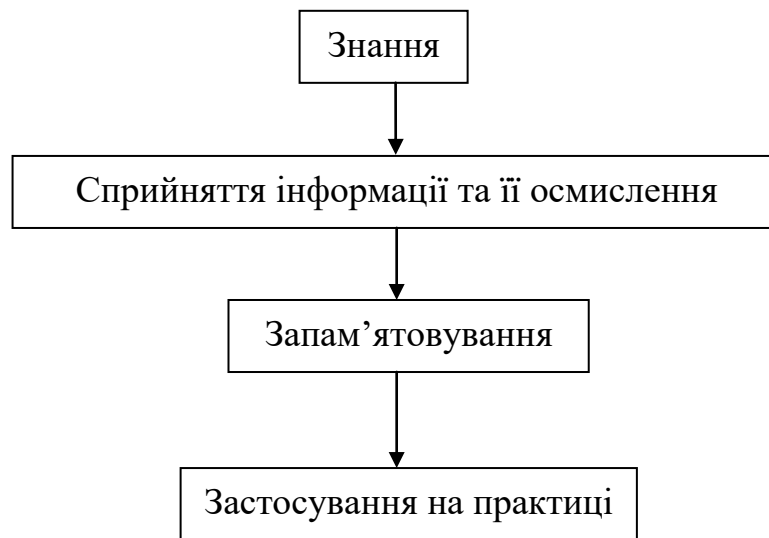 Знання
Сприйняття інформації та її осмислення
Запам’ятовування
Застосування на практиці